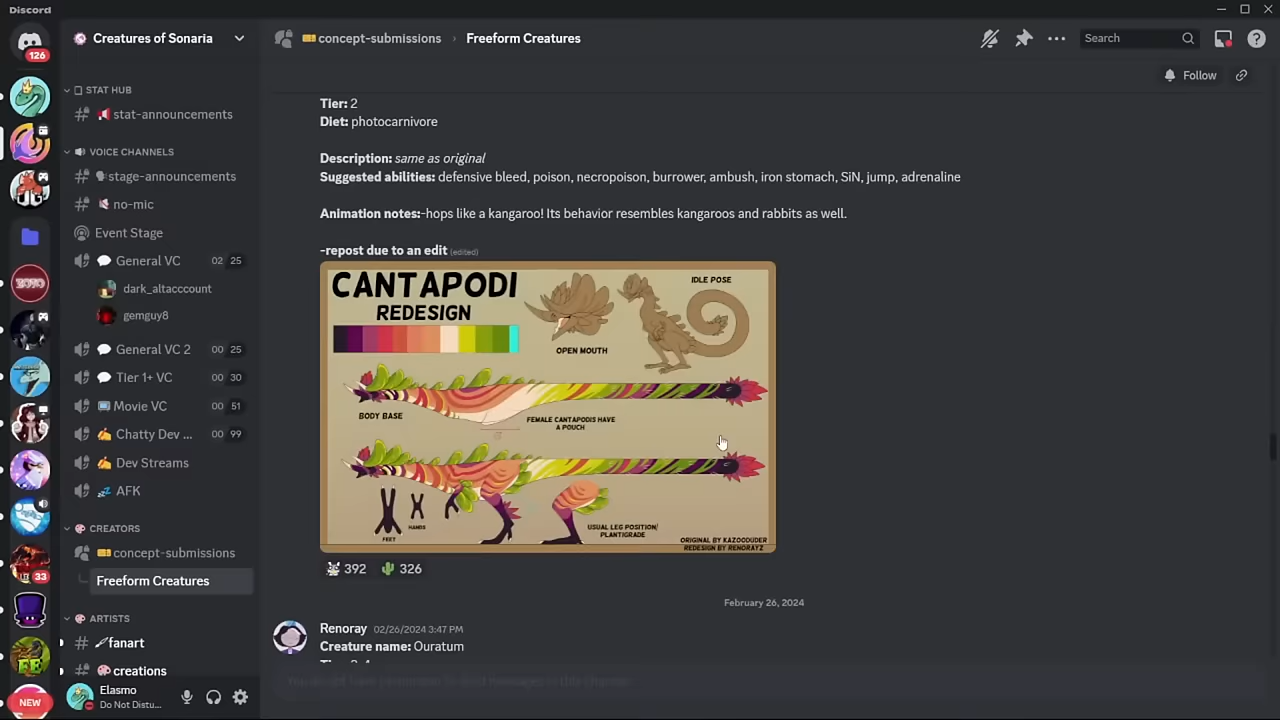 Discord
126
Creatures of Sonaria
concept-submissions
Freeform Creatures
Search
Follow
STAT HUB
stat-announcements
VOICE CHANNELS
stage-announcements
no-mic
Event Stage
General VC 02 25
dark_altacccount
gemguy8
General VC 2 00 25
Tier 1+ VC 00 30
Movie VC 00 51
Chatty Dev ... 00 99
Dev Streams
AFK
CREATORS
concept-submissions
Freeform Creatures
ARTISTS
fanart
creations
33
NEW
Elasmo
Do Not Distu...
Tier: 2
Diet: photocarnivore
Description: same as original
Suggested abilities: defensive bleed, poison, necropoison, burrower, ambush, iron stomach, SiN, jump, adrenaline
Animation notes:-hops like a kangaroo! Its behavior resembles kangaroos and rabbits as well.
-repost due to an edit (edited)
CANTAPODI
REDESIGN
IDLE POSE
OPEN MOUTH
BODY BASE
FEMALE CANTAPODIS HAVE
A POUCH
FEET
HANDS
USUAL LEG POSITION/
PLANTIGRADE
ORIGINAL BY KAZOODUDER
REDESIGN BY RENORAYZ
392 326
February 26, 2024
Renoray 02/26/2024 3:47 PM
Creature name: Ouratum